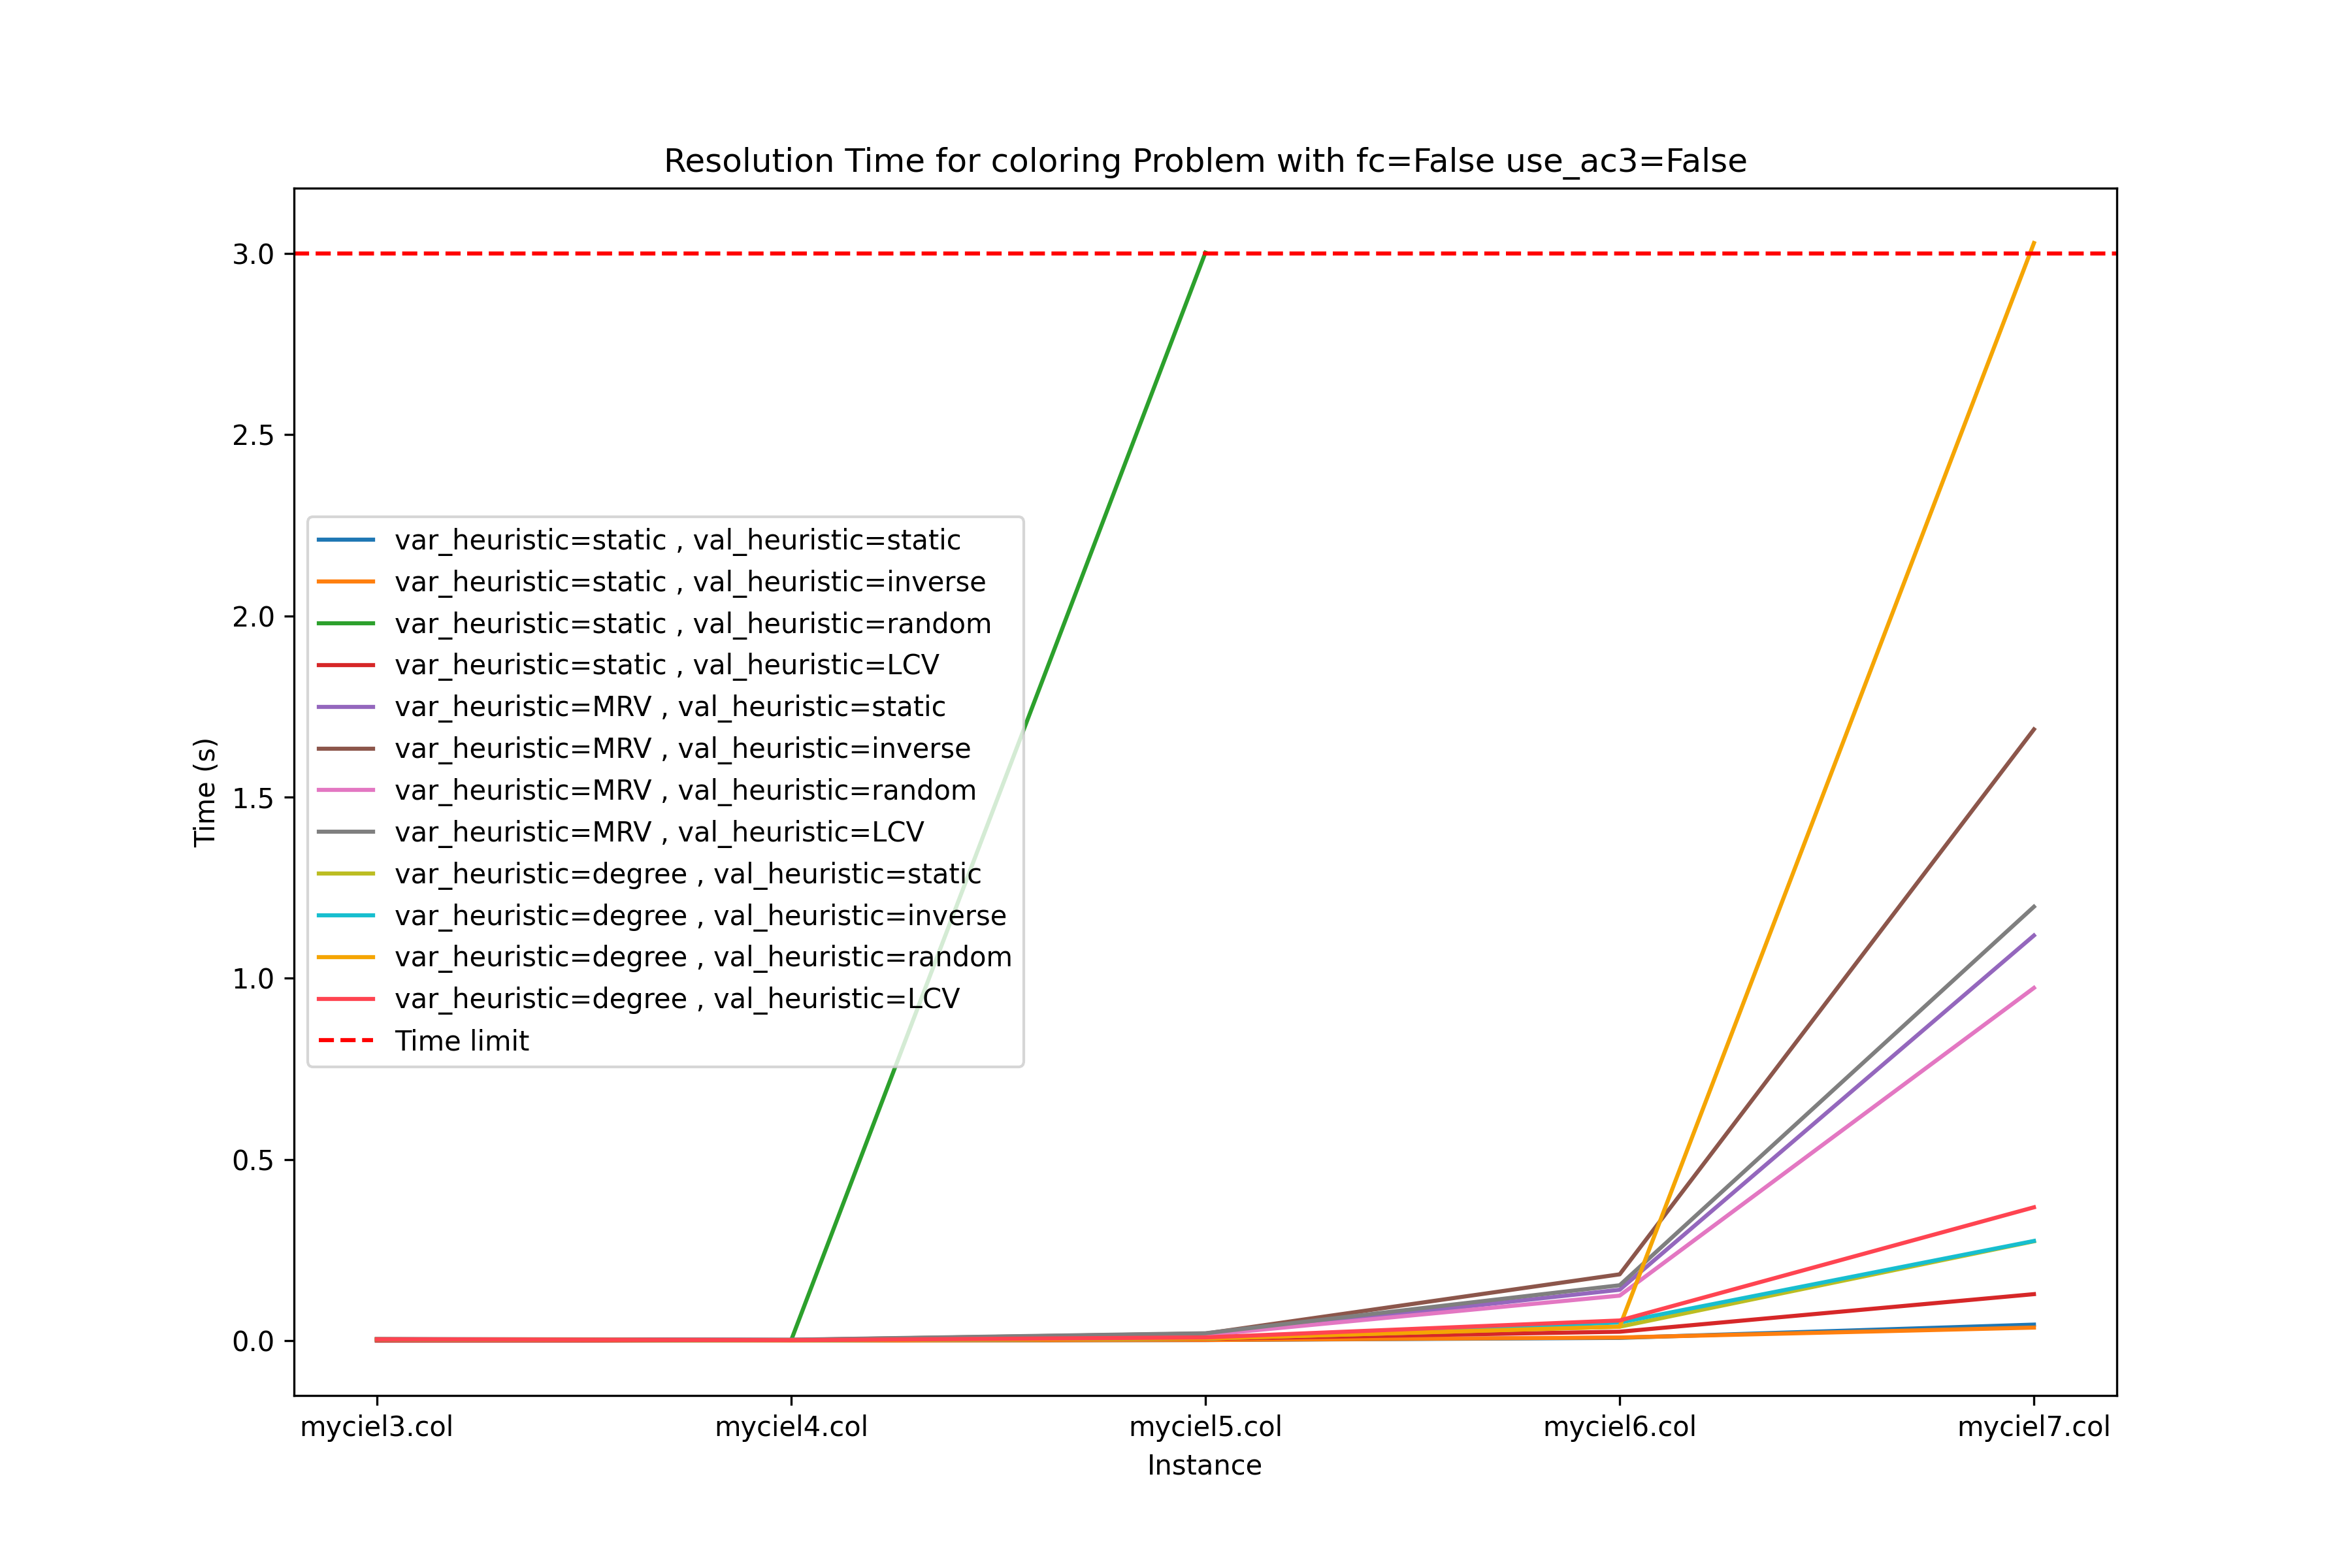 Resolution Time for coloring Problem with fc=False use_ac3=False
3.0
2.5
2.0
1.5
1.0
0.5
0.0
Time (s)
var_heuristic=static , val_heuristic=static
var_heuristic=static , val_heuristic=inverse
var_heuristic=static , val_heuristic=random
var_heuristic=static , val_heuristic=LCV
var_heuristic=MRV , val_heuristic=static
var_heuristic=MRV , val_heuristic=inverse
var_heuristic=MRV , val_heuristic=random
var_heuristic=MRV , val_heuristic=LCV
var_heuristic=degree , val_heuristic=static
var_heuristic=degree , val_heuristic=inverse
var_heuristic=degree , val_heuristic=random
var_heuristic=degree , val_heuristic=LCV
Time limit
myciel3.col myciel4.col myciel5.col myciel6.col myciel7.col
Instance